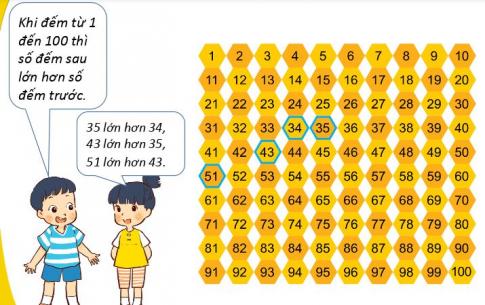 Khi đếm từ 1
đến 100 thì
số đếm sau
lớn hơn số
đếm trước.
35 lớn hơn 34,
43 lớn hơn 35,
51 lớn hơn 43.
1 2 3 4 5 6 7 8 9 10
11 12 13 14 15 16 17 18 19 20
21 22 23 24 25 26 27 28 29 30
31 32 33 34 35 36 37 38 39 40
41 42 43 44 45 46 47 48 49 50
51 52 53 54 55 56 57 58 59 60
61 62 63 64 65 66 67 68 69 70
71 72 73 74 75 76 77 78 79 80
81 82 83 84 85 86 87 88 89 90
91 92 93 94 95 96 97 98 99 100